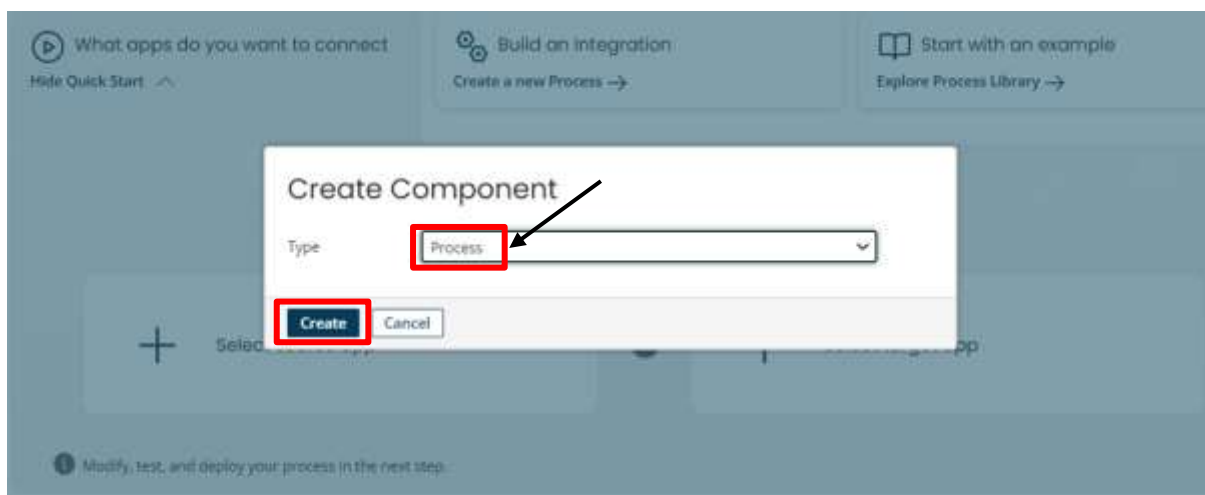 What apps do you want to connect
Hide Quick Start
Build an Integration
Create a new Process
Start with an example
Explore Process Library
Create Component
Type
Process
Create
Cancel
Selec
app
Modify, test, and deploy your process in the next step.